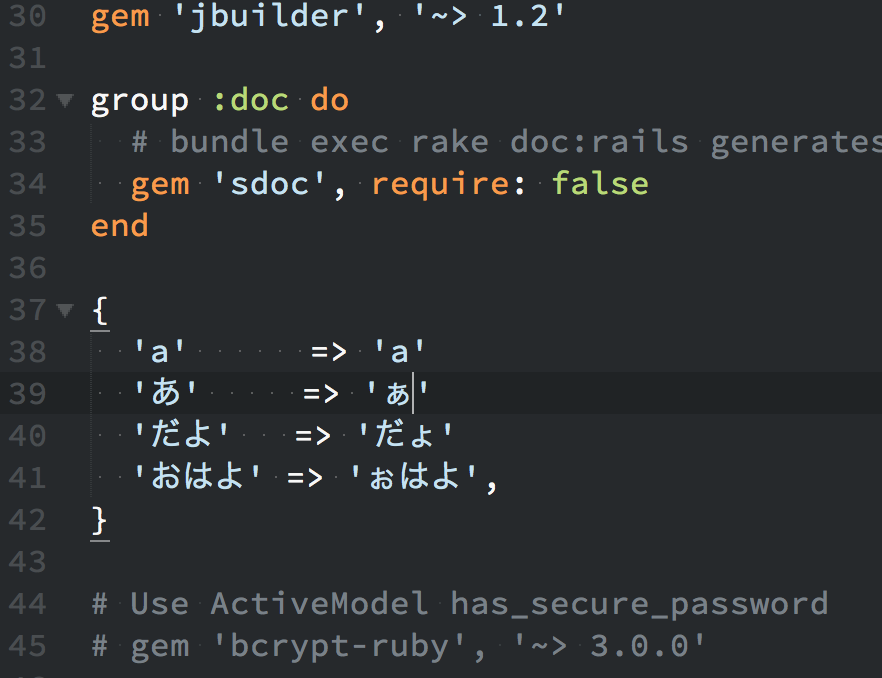 30 gem 'jbuilder', '~> 1.2'
31
32 group :doc do
33   # bundle exec rake doc:rails generates
34   gem 'sdoc', require: false
35 end
36
37 {
38   'a'      => 'a'
39   'あ'     => 'ぁ'
40   'だよ'   => 'だょ'
41   'おはよ' => 'ぉはよ',
42 }
43
44 # Use ActiveModel has_secure_password
45 # gem 'bcrypt-ruby', '~> 3.0.0'